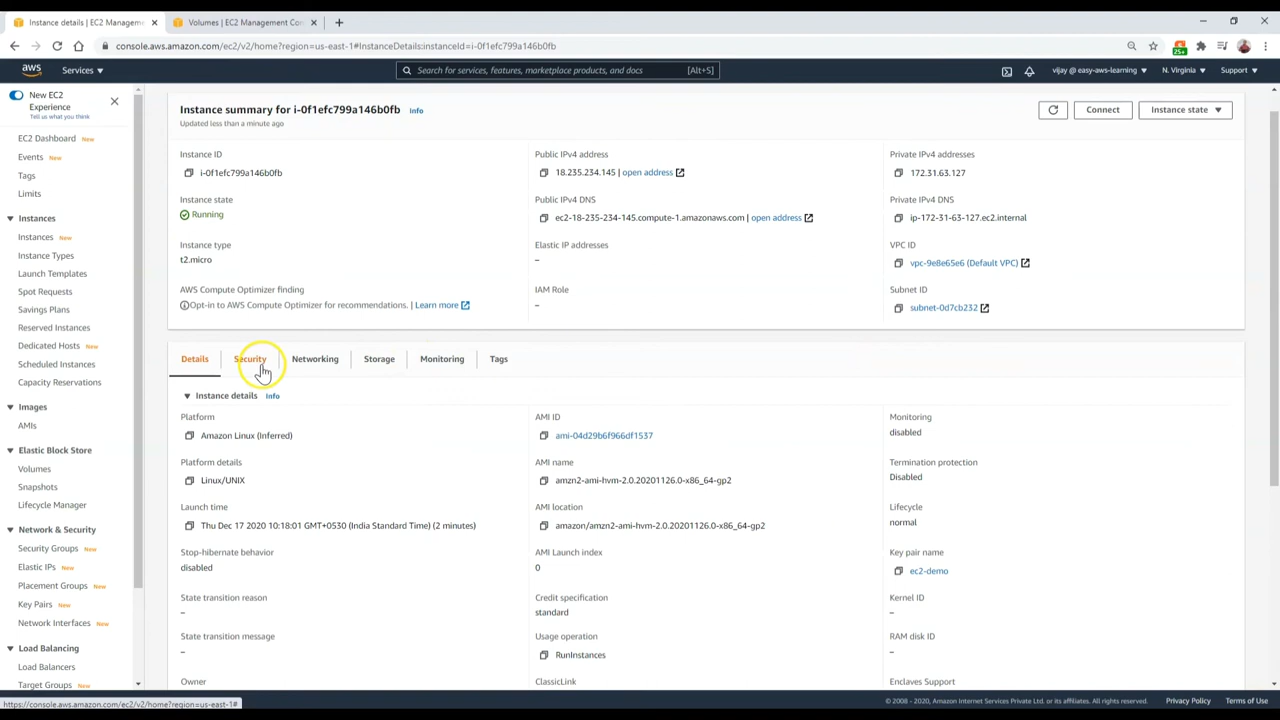 Instance details | EC2 Manageme
Volumes | EC2 Management Con
console.aws.amazon.com/ec2/v2/home?region=us-east-1#InstanceDetails:instanceId=i-0f1efc799a146b0fb
25+
aws
Services
Search for services, features, marketplace products, and docs
[Alt+S]
vijay @ easy-aws-learning
N. Virginia
Support
New EC2
Experience
Tell us what you think
EC2 Dashboard New
Events New
Tags
Limits
Instances
Instances New
Instance Types
Launch Templates
Spot Requests
Savings Plans
Reserved Instances
Dedicated Hosts New
Scheduled Instances
Capacity Reservations
Images
AMIs
Elastic Block Store
Volumes
Snapshots
Lifecycle Manager
Network & Security
Security Groups New
Elastic IPs New
Placement Groups New
Key Pairs New
Network Interfaces New
Load Balancing
Load Balancers
Target Groups New
Instance summary for i-0f1efc799a146b0fb Info
Updated less than a minute ago
Connect
Instance state
Instance ID
i-0f1efc799a146b0fb
Public IPv4 address
18.235.234.145 | open address
Private IPv4 addresses
172.31.63.127
Instance state
Running
Public IPv4 DNS
ec2-18-235-234-145.compute-1.amazonaws.com | open address
Private IPv4 DNS
ip-172-31-63-127.ec2.internal
Instance type
t2.micro
Elastic IP addresses
–
VPC ID
vpc-9e8e65e6 (Default VPC)
AWS Compute Optimizer finding
Opt-in to AWS Compute Optimizer for recommendations. | Learn more
IAM Role
–
Subnet ID
subnet-0d7cb232
Details
Security
Networking
Storage
Monitoring
Tags
Instance details Info
Platform
Amazon Linux (Inferred)
AMI ID
ami-04d29b6f966df1537
Monitoring
disabled
Platform details
Linux/UNIX
AMI name
amzn2-ami-hvm-2.0.20201126.0-x86_64-gp2
Termination protection
Disabled
Launch time
Thu Dec 17 2020 10:18:01 GMT+0530 (India Standard Time) (2 minutes)
AMI location
amazon/amzn2-ami-hvm-2.0.20201126.0-x86_64-gp2
Lifecycle
normal
Stop-hibernate behavior
disabled
AMI Launch index
0
Key pair name
ec2-demo
State transition reason
–
Credit specification
standard
Kernel ID
–
State transition message
–
Usage operation
RunInstances
RAM disk ID
–
Owner
ClassicLink
Enclaves Support
https://console.aws.amazon.com/ec2/v2/home?region=us-east-1#
© 2008 - 2020, Amazon Internet Services Private Ltd. or its affiliates. All rights reserved.
Privacy Policy
Terms of Use